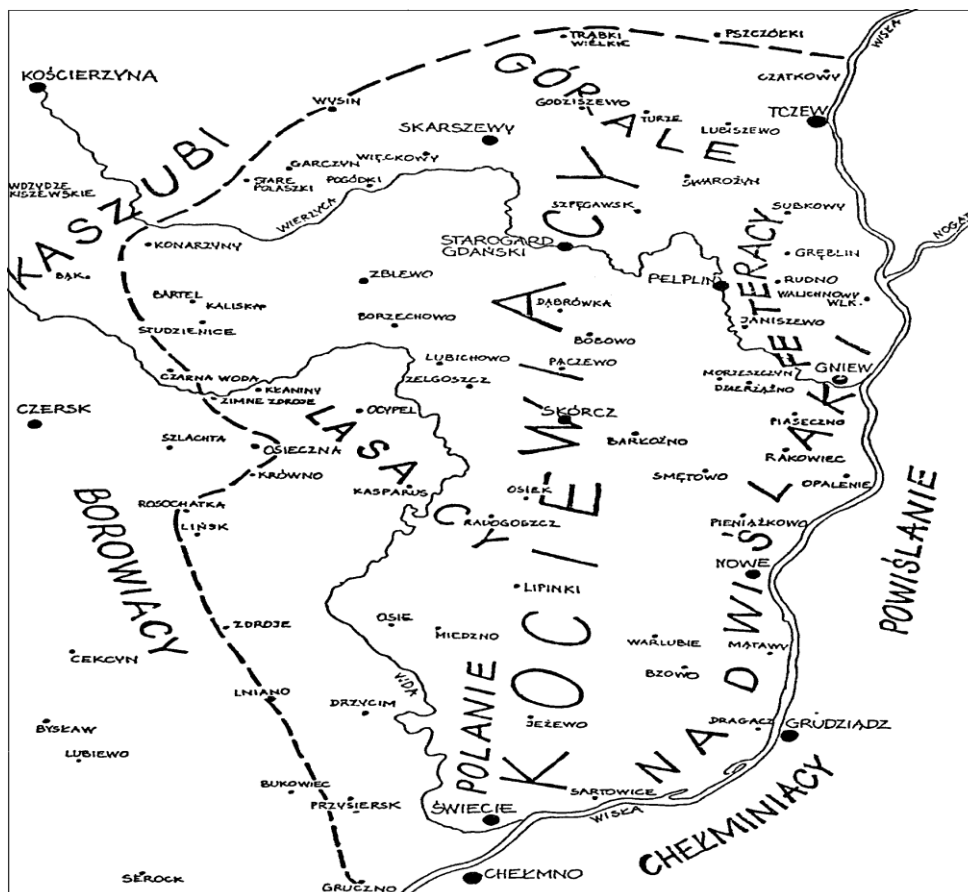 TRĄBKI
WIELKIE
PSZCZÓŁKI
WISŁA
KOŚCIERZYNA
CZATKOWY
GÓRALE
WYSIN
GODZISZEWO
TURZE
TCZEW
LUBISZEWO
SKARSZEWY
KASZUBI
WIĘCKOWY
GARCZYN
STARE
POLASZKI
POGÓDKI
SWAROŻYN
WDZYDZE
KISZEWSKIE
WIERZYCA
SZPĘGAWSK
SUBKOWY
NOGAT
KONARZYNY
STAROGARD
GDAŃSKI
GRĘBLIN
BĄK
ZBLEWO
PELPLIN
RUDNO
FETERACY
BARTEL
KALISKA
DĄBRÓWKA
WALICHNOWY
WLK.
STUDZIENICE
BORZECHOWO
JANISZEWO
BOBOWO
LUBICHOWO
PĄCZEWO
CZARNA WODA
KŁANINY
ZELGOSZCZ
MORZESZCZYN
GNIEW
ZIMNE ZDROJE
DZIERŻĄŻNO
CZERSK
OCYPEL
SKÓRCZ
PIASECZNO
LASACY
SZLACHTA
OSIECZNA
BARŁOŻNO
RAKOWIEC
KRÓWNO
SMĘTOWO
OPALENIE
KASPARUS
OSIEK
ROSOCHATKA
RADOGOSZCZ
PIENIĄŻKOWO
LIŃSK
BOROWIACY
KOCIEWIACY
NOWE
POWIŚLANIE
LIPINKI
NADWIŚLAKI
ZDROJE
OSIE
MIEDZNO
WARLUBIE
MĄTAWY
CEKCYN
BZOWO
WDA
LNIANO
POLANIE
DRZYCIM
JEŻEWO
DRAGACZ
GRUDZIĄDZ
BYSŁAW
LUBIEWO
BUKOWIEC
PRZYSIERSK
SARTOWICE
ŚWIECIE
WISŁA
CHEŁMINIACY
SEROCK
GRUCZNO
CHEŁMNO